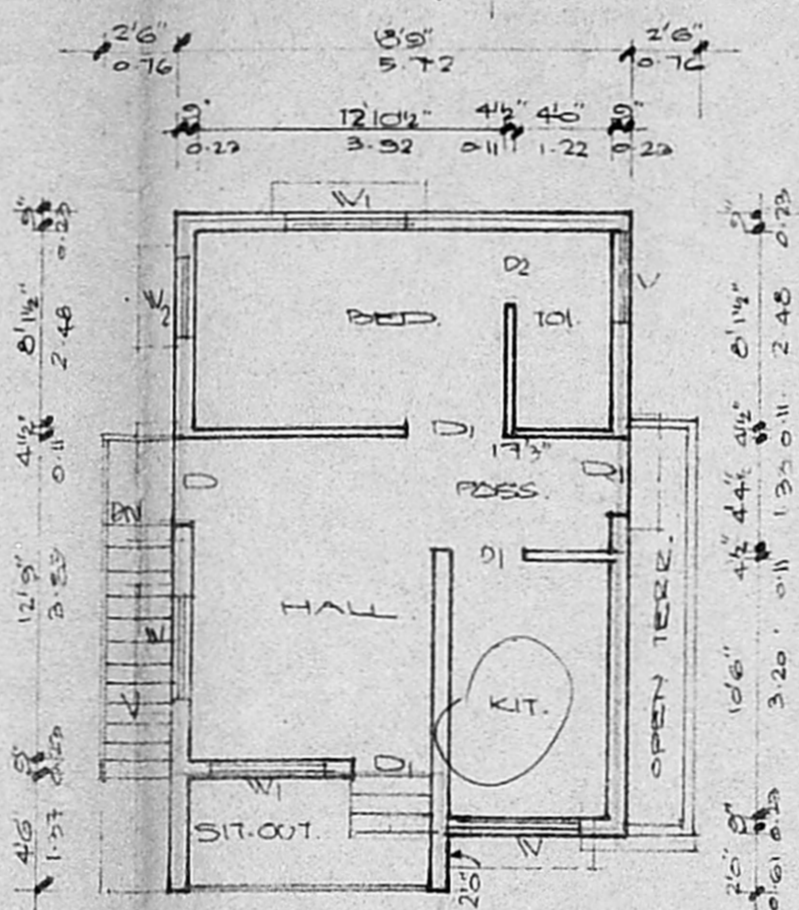 2'6" 18'9" 2'6"
0.76 5.72 0.76
9" 12'10½" 4½" 4'0" 9"
0.23 3.92 0.11 1.22 0.23
W1
9" 0.23
8'1½" 2.48
4½" 0.11
12'9"
9"
4'6" 1.37
W2
BED
D2
TOI.
V
D1
17'3"
D
PASS.
D1
DN
HALL
D1
KIT.
OPEN TERR.
D1
W1
SIT-OUT.
W
2'0"
9" 0.23
8'1½" 2.48
4½" 0.11
4'4½" 1.33
4½" 0.11
10'6" 3.20
9" 0.23
2'0" 0.61